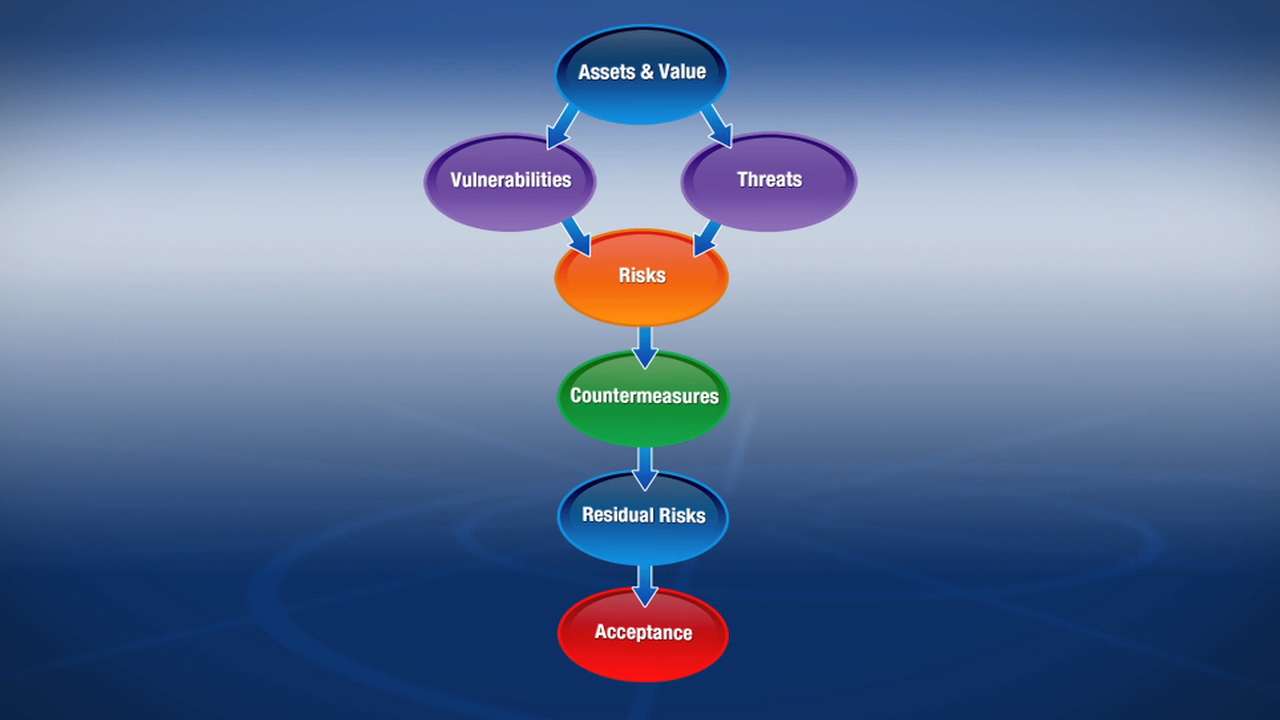 Assets & Value
Vulnerabilities
Threats
Risks
Countermeasures
Residual Risks
Acceptance